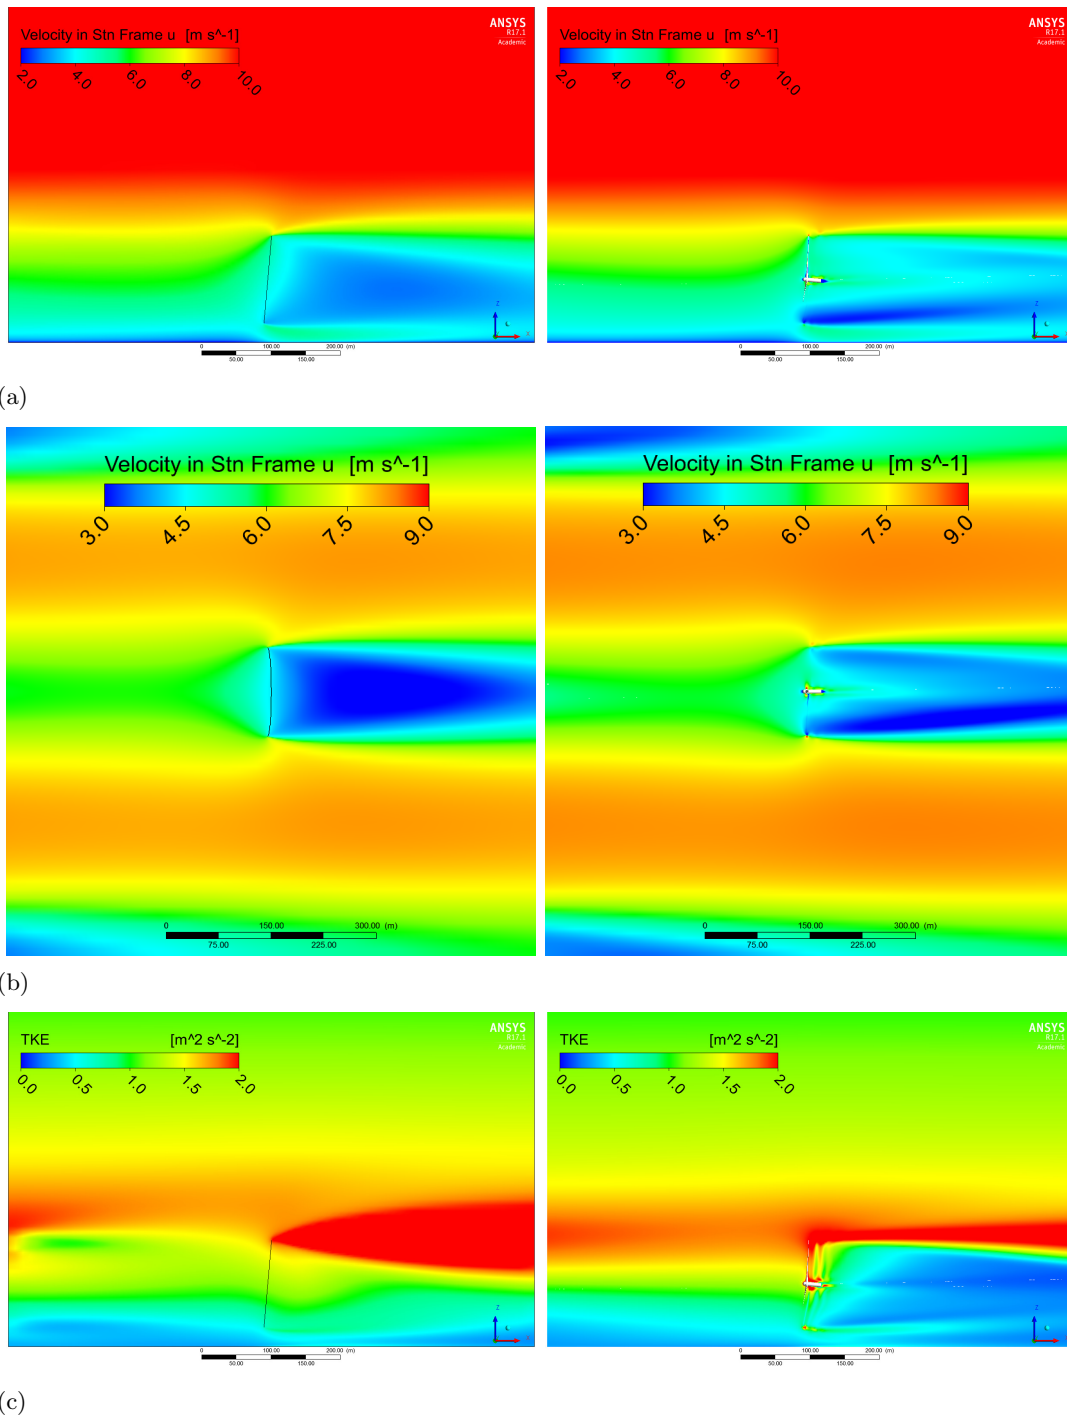 ANSYS
R17.1
Academic
Velocity in Stn Frame u [m s^-1]
2.0 4.0 6.0 8.0 10.0
0 100.00 200.00 (m)
50.00 150.00
ANSYS
R17.1
Academic
Velocity in Stn Frame u [m s^-1]
2.0 4.0 6.0 8.0 10.0
0 100.00 200.00 (m)
50.00 150.00
(a)
Velocity in Stn Frame u [m s^-1]
3.0 4.5 6.0 7.5 9.0
0 150.00 300.00 (m)
75.00 225.00
Velocity in Stn Frame u [m s^-1]
3.0 4.5 6.0 7.5 9.0
0 150.00 300.00 (m)
75.00 225.00
(b)
ANSYS
R17.1
Academic
TKE [m^2 s^-2]
0.0 0.5 1.0 1.5 2.0
0 100.00 200.00 (m)
50.00 150.00
ANSYS
R17.1
Academic
TKE [m^2 s^-2]
0.0 0.5 1.0 1.5 2.0
0 100.00 200.00 (m)
50.00 150.00
(c)